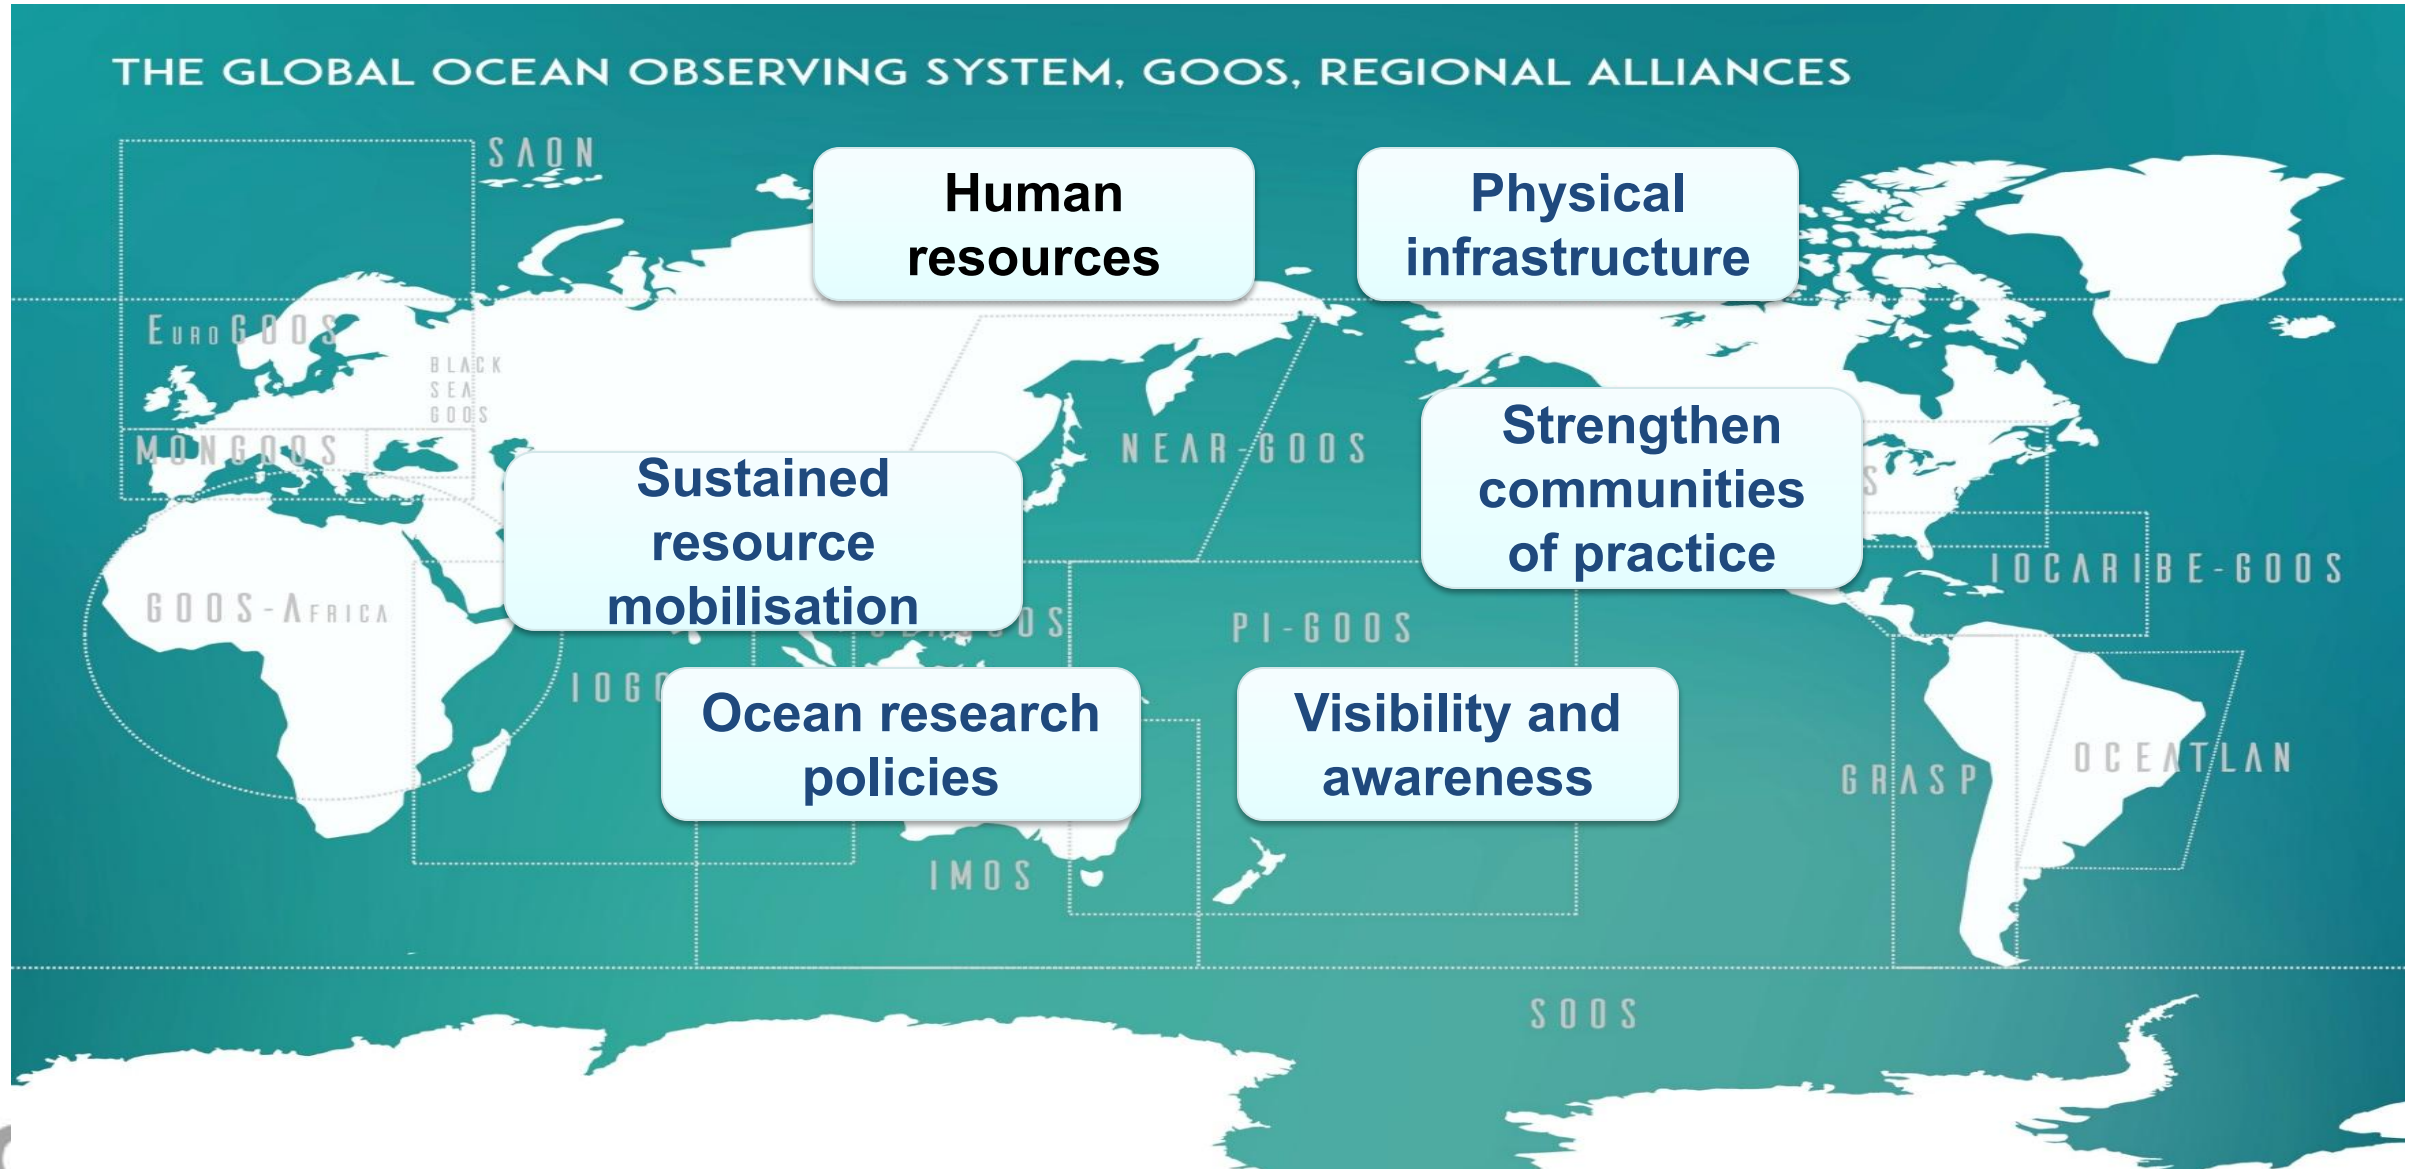 THE GLOBAL OCEAN OBSERVING SYSTEM, GOOS, REGIONAL ALLIANCES
SAON
Human
resources
Physical
infrastructure
EuroGOOS
BLACK
SEA
GOOS
MONGOOS
NEAR-GOOS
Strengthen
communities
of practice
Sustained
resource
mobilisation
IOCARIBE-GOOS
GOOS-AFRICA
PI-GOOS
Ocean research
policies
Visibility and
awareness
GRASP
OCEATLAN
IMOS
SOOS